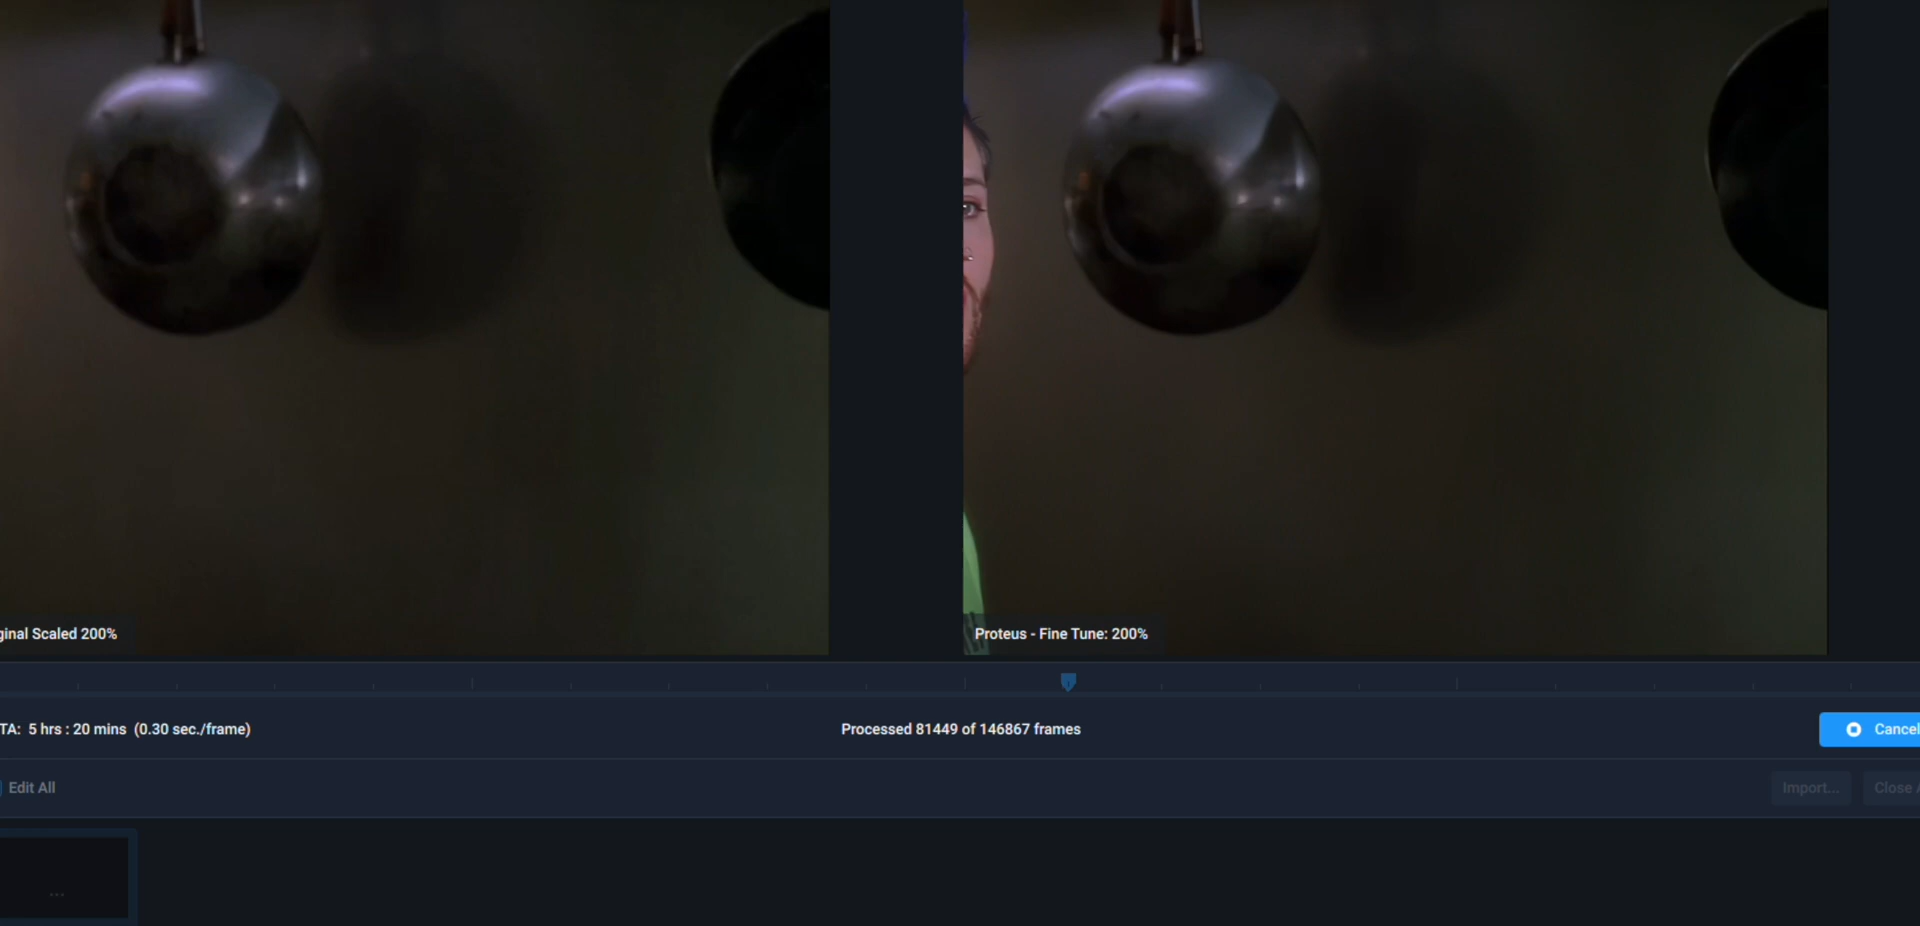 ginal Scaled 200%
Proteus - Fine Tune: 200%
TA: 5 hrs : 20 mins (0.30 sec./frame)
Processed 81449 of 146867 frames
Cancel
Edit All
Import...
Close A
...